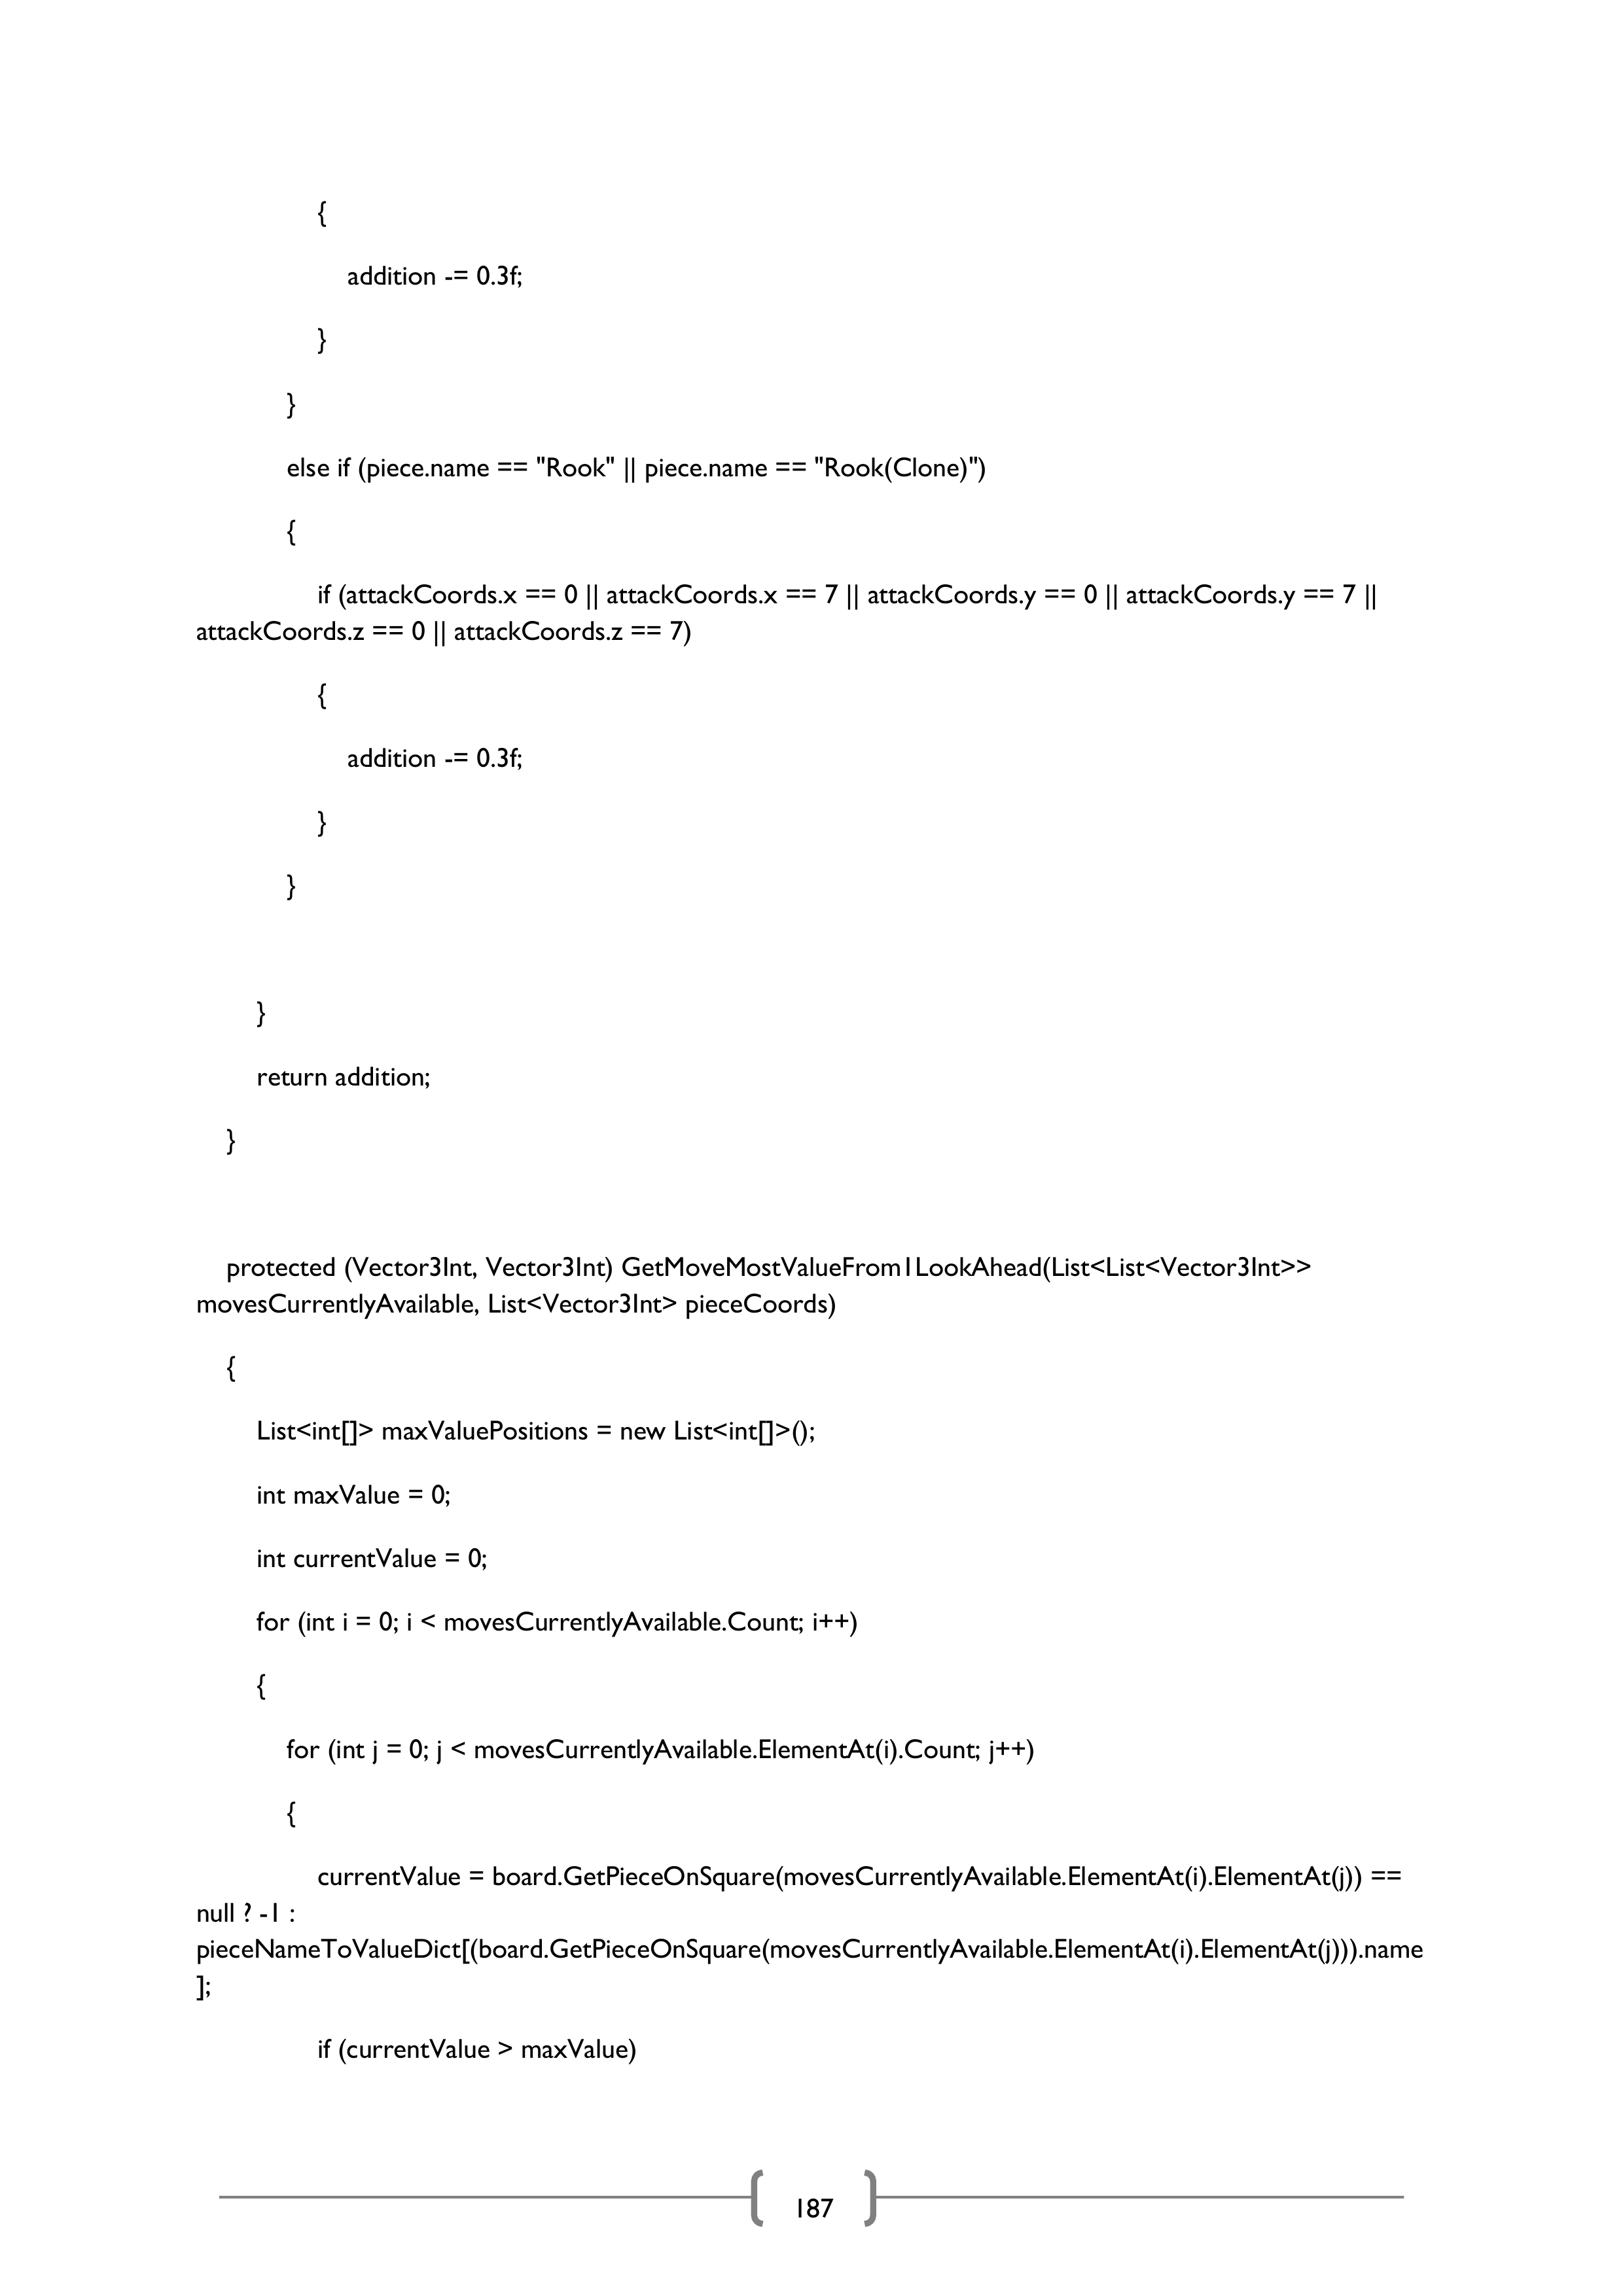 {
addition -= 0.3f;
}
}
else if (piece.name == "Rook" || piece.name == "Rook(Clone)")
{
if (attackCoords.x == 0 || attackCoords.x == 7 || attackCoords.y == 0 || attackCoords.y == 7 ||
attackCoords.z == 0 || attackCoords.z == 7)
{
addition -= 0.3f;
}
}
}
return addition;
}
protected (Vector3Int, Vector3Int) GetMoveMostValueFrom1LookAhead(List<List<Vector3Int>>
movesCurrentlyAvailable, List<Vector3Int> pieceCoords)
{
List<int[]> maxValuePositions = new List<int[]>();
int maxValue = 0;
int currentValue = 0;
for (int i = 0; i < movesCurrentlyAvailable.Count; i++)
{
for (int j = 0; j < movesCurrentlyAvailable.ElementAt(i).Count; j++)
{
currentValue = board.GetPieceOnSquare(movesCurrentlyAvailable.ElementAt(i).ElementAt(j)) ==
null ? -1 :
pieceNameToValueDict[(board.GetPieceOnSquare(movesCurrentlyAvailable.ElementAt(i).ElementAt(j))).name
];
if (currentValue > maxValue)
187